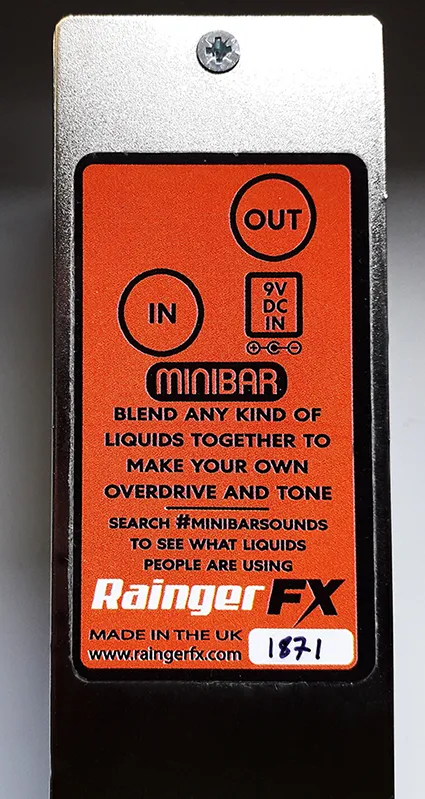 OUT
IN
9V
DC
IN
MINIBAR
BLEND ANY KIND OF
LIQUIDS TOGETHER TO
MAKE YOUR OWN
OVERDRIVE AND TONE
SEARCH #MINIBARSOUNDS
TO SEE WHAT LIQUIDS
PEOPLE ARE USING
Rainger FX
MADE IN THE UK
www.raingerfx.com
1871